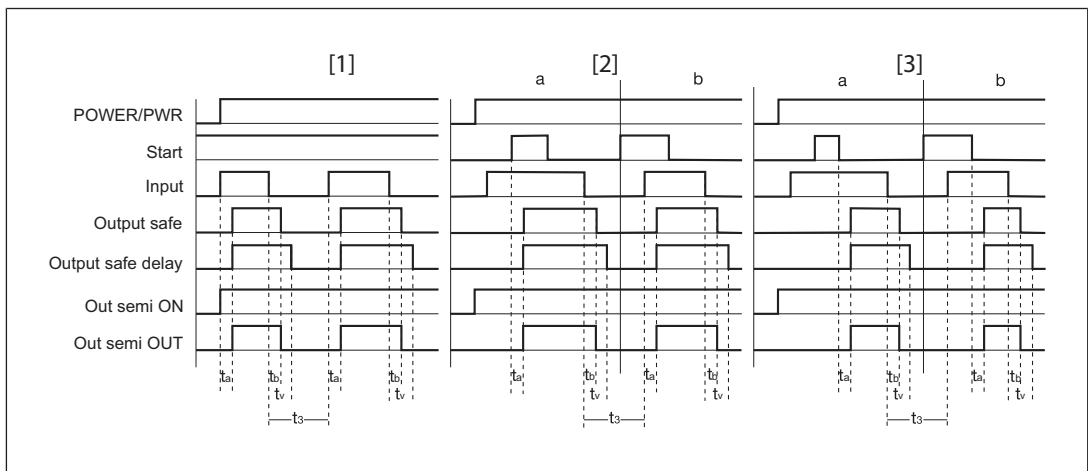 [1] [2] [3]
a b a b
POWER/PWR
Start
Input
Output safe
Output safe delay
Out semi ON
Out semi OUT
ta tb ta tb ta tb ta tb ta tb ta tb
tv tv tv tv tv tv
t3 t3 t3